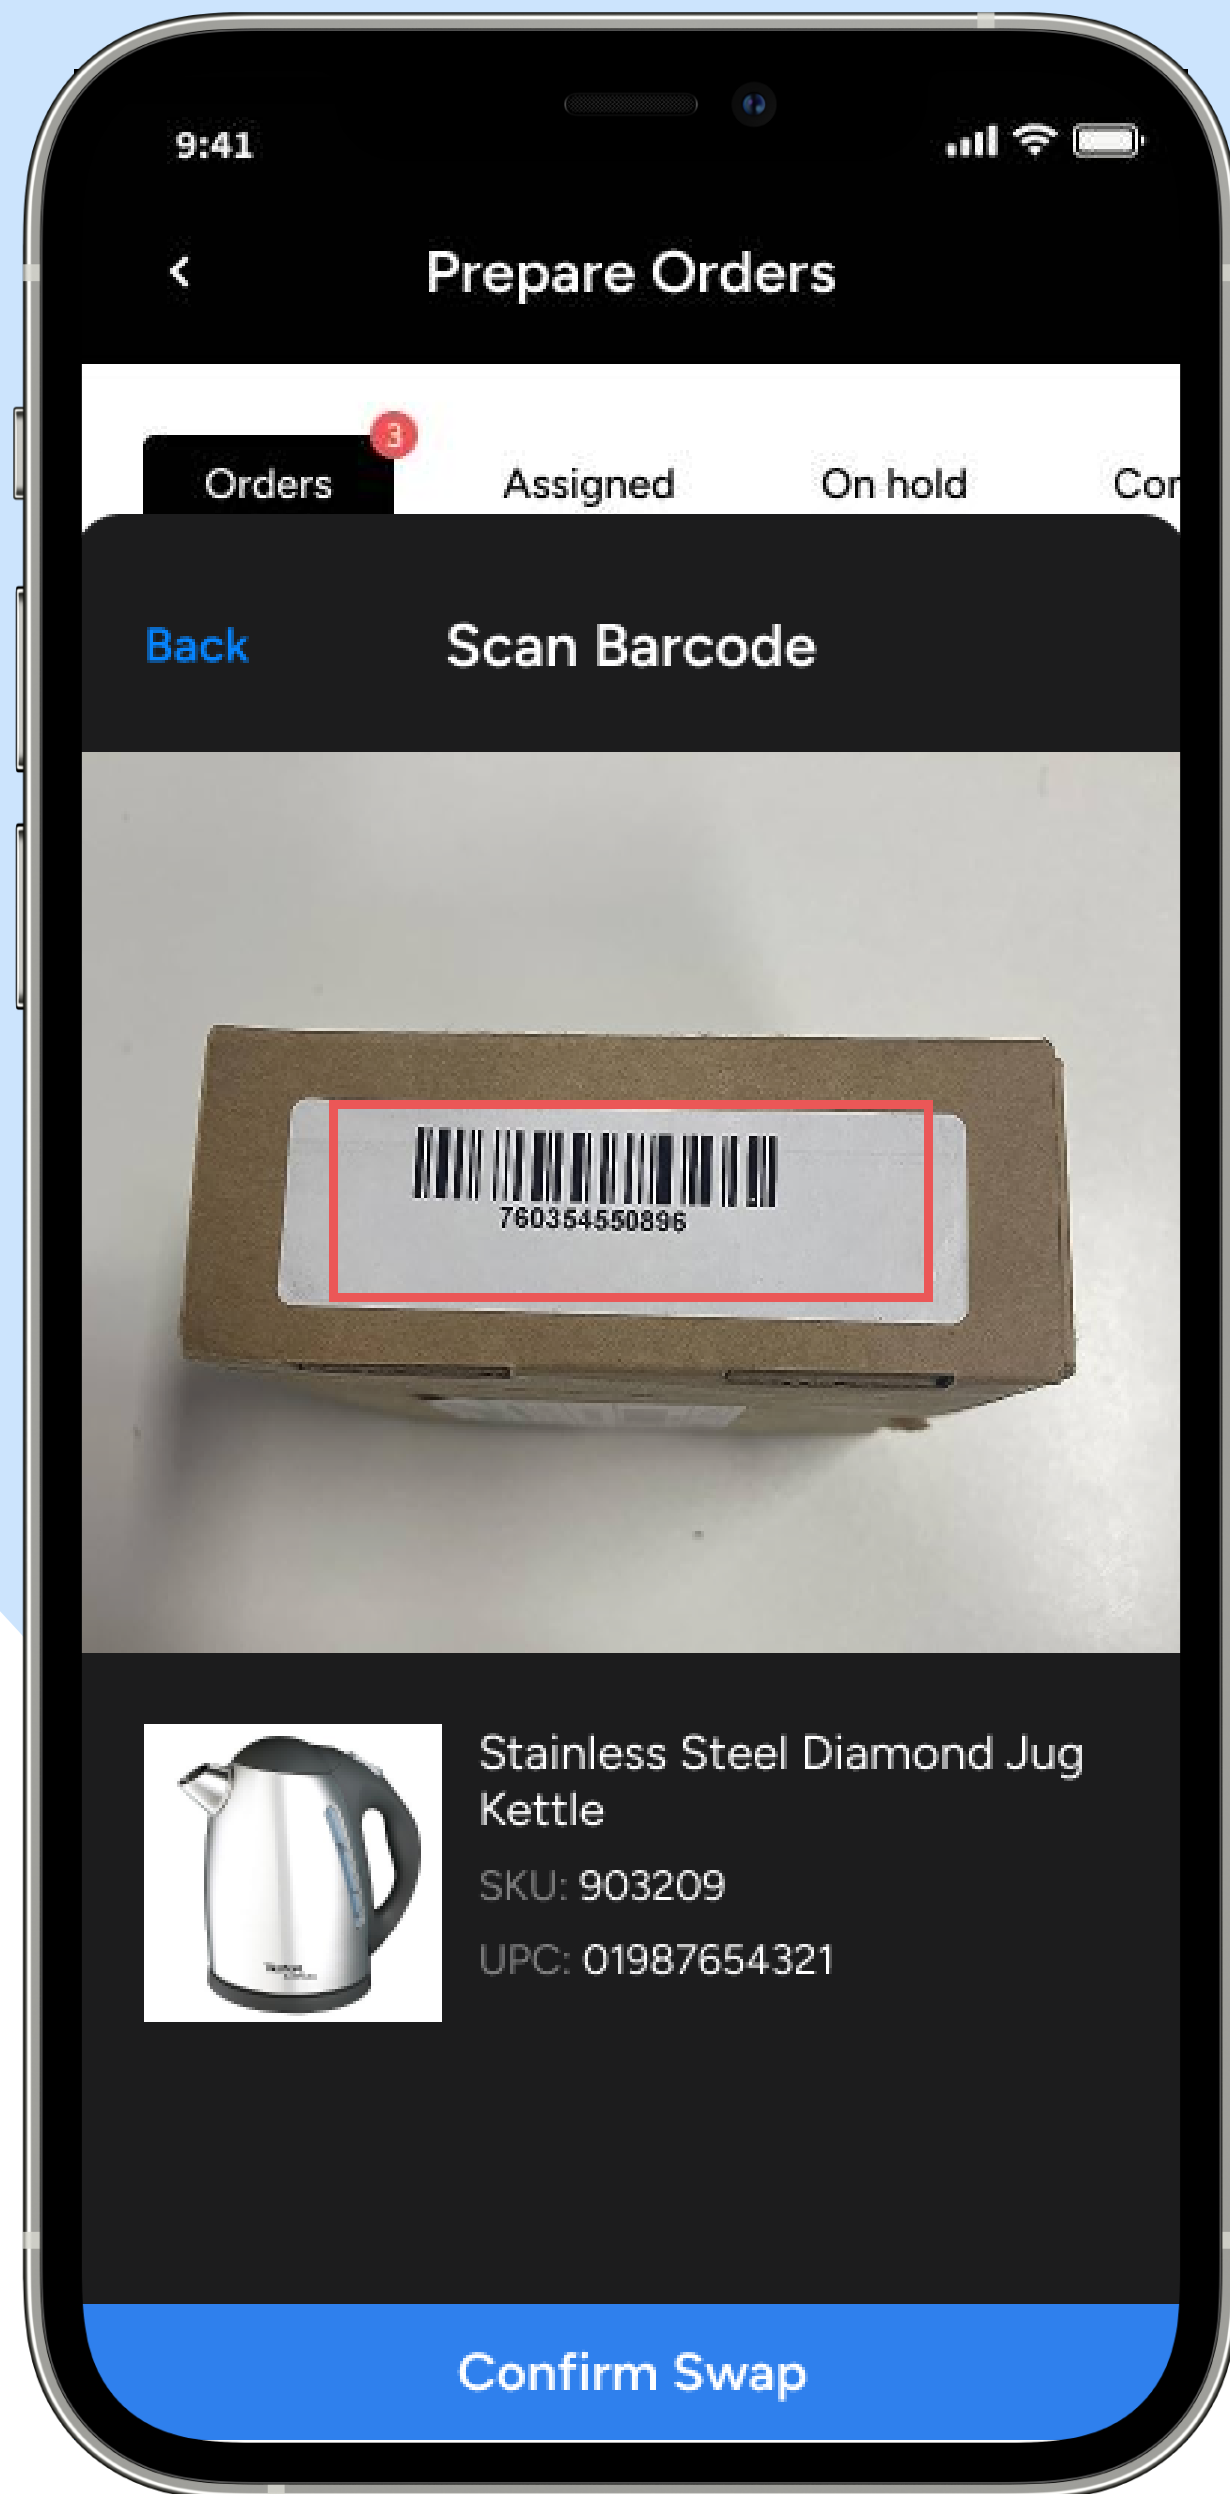 9:41
Prepare Orders
3
Orders Assigned On hold Cor
Back Scan Barcode
760354550896
Stainless Steel Diamond Jug
Kettle
SKU: 903209
UPC: 01987654321
Confirm Swap